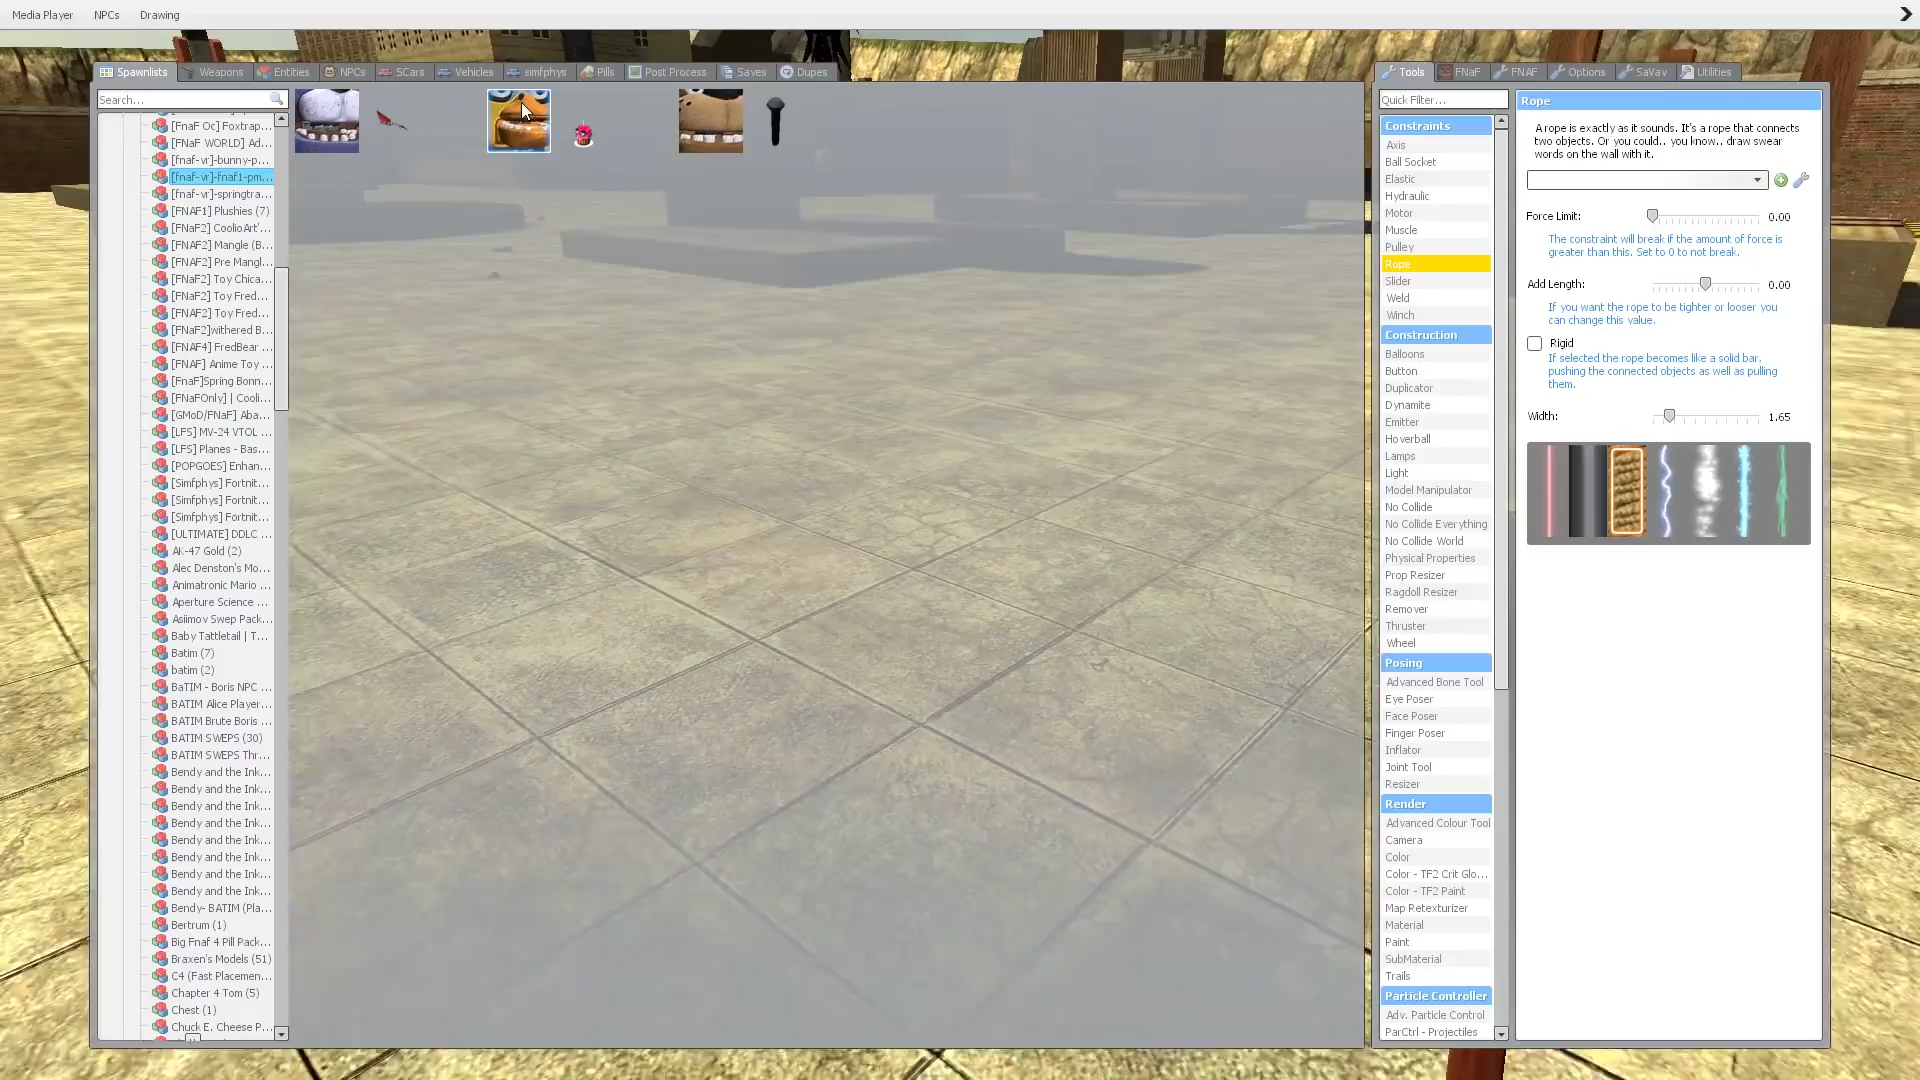 Media Player NPCs Drawing
Spawnlists Weapons Entities NPCs SCars Vehicles simfphys Pills Post Process Saves Dupes
Search...
[FnaF Oc] Foxtrap...
[FNaF WORLD] Ad...
[fnaf-vr]-bunny-p...
[fnaf-vr]-fnaf1-pm...
[fnaf-vr]-springtra...
[FNAF1] Plushies (7)
[FNaF2] CoolioArt'...
[FNAF2] Mangle (B...
[FNAF2] Pre Mangl...
[FNaF2] Toy Chica...
[FNaF2] Toy Fred...
[FNAF2] Toy Fred...
[FNaF2]withered B...
[FNAF4] FredBear ...
[FNAF] Anime Toy ...
[FnaF]Spring Bonn...
[FNaFOnly] | Cooli...
[GMoD/FNaF] Aba...
[LFS] MV-24 VTOL ...
[LFS] Planes - Bas...
[POPGOES] Enhan...
[Simfphys] Fortnit...
[Simfphys] Fortnit...
[Simfphys] Fortnit...
[ULTIMATE] DDLC ...
AK-47 Gold (2)
Alec Denston's Mo...
Animatronic Mario ...
Aperture Science ...
Asiimov Swep Pack...
Baby Tattletail | T...
Batim (7)
batim (2)
BaTIM - Boris NPC ...
BATIM Alice Player...
BATIM Brute Boris ...
BATIM SWEPS (30)
BATIM SWEPS Thr...
Bendy and the Ink...
Bendy and the Ink...
Bendy and the Ink...
Bendy and the Ink...
Bendy and the Ink...
Bendy and the Ink...
Bendy and the Ink...
Bendy and the Ink...
Bendy- BATIM (Pla...
Bertrum (1)
Big Fnaf 4 Pill Pack...
Braxen's Models (51)
C4 (Fast Placemen...
Chapter 4 Tom (5)
Chest (1)
Chuck E. Cheese P...
Tools FNaF FNAF Options SaVav Utilities
Quick Filter...
Constraints
Axis
Ball Socket
Elastic
Hydraulic
Motor
Muscle
Pulley
Rope
Slider
Weld
Winch
Construction
Balloons
Button
Duplicator
Dynamite
Emitter
Hoverball
Lamps
Light
Model Manipulator
No Collide
No Collide Everything
No Collide World
Physical Properties
Prop Resizer
Ragdoll Resizer
Remover
Thruster
Wheel
Posing
Advanced Bone Tool
Eye Poser
Face Poser
Finger Poser
Inflator
Joint Tool
Resizer
Render
Advanced Colour Tool
Camera
Color
Color - TF2 Crit Glo...
Color - TF2 Paint
Map Retexturizer
Material
Paint
SubMaterial
Trails
Particle Controller
Adv. Particle Control
ParCtrl - Projectiles
Rope
A rope is exactly as it sounds. It's a rope that connects
two objects. Or you could.. you know.. draw swear
words on the wall with it.
Force Limit: 0.00
The constraint will break if the amount of force is
greater than this. Set to 0 to not break.
Add Length: 0.00
If you want the rope to be tighter or looser you
can change this value.
Rigid
If selected the rope becomes like a solid bar,
pushing the connected objects as well as pulling
them.
Width: 1.65